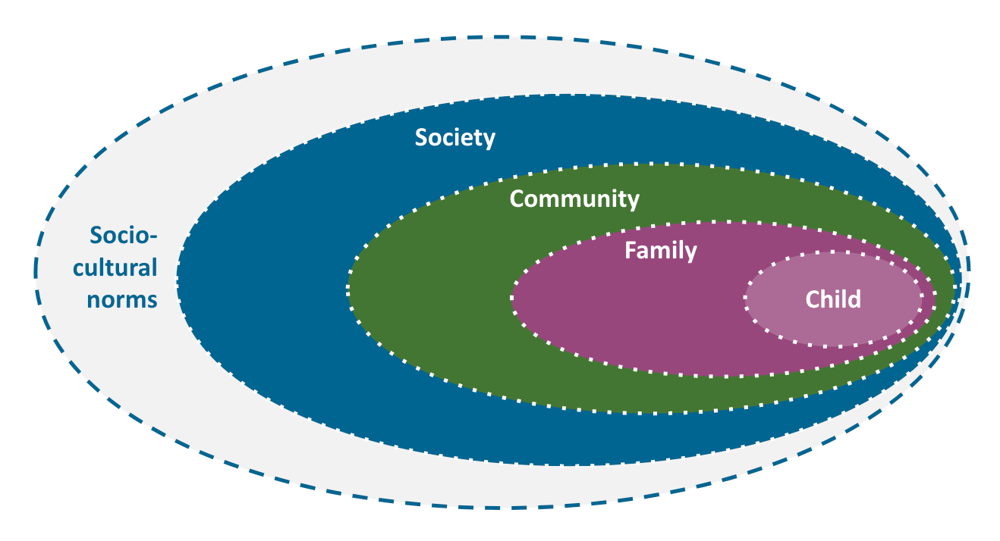 Society
Community
Family
Child
Socio-
cultural
norms